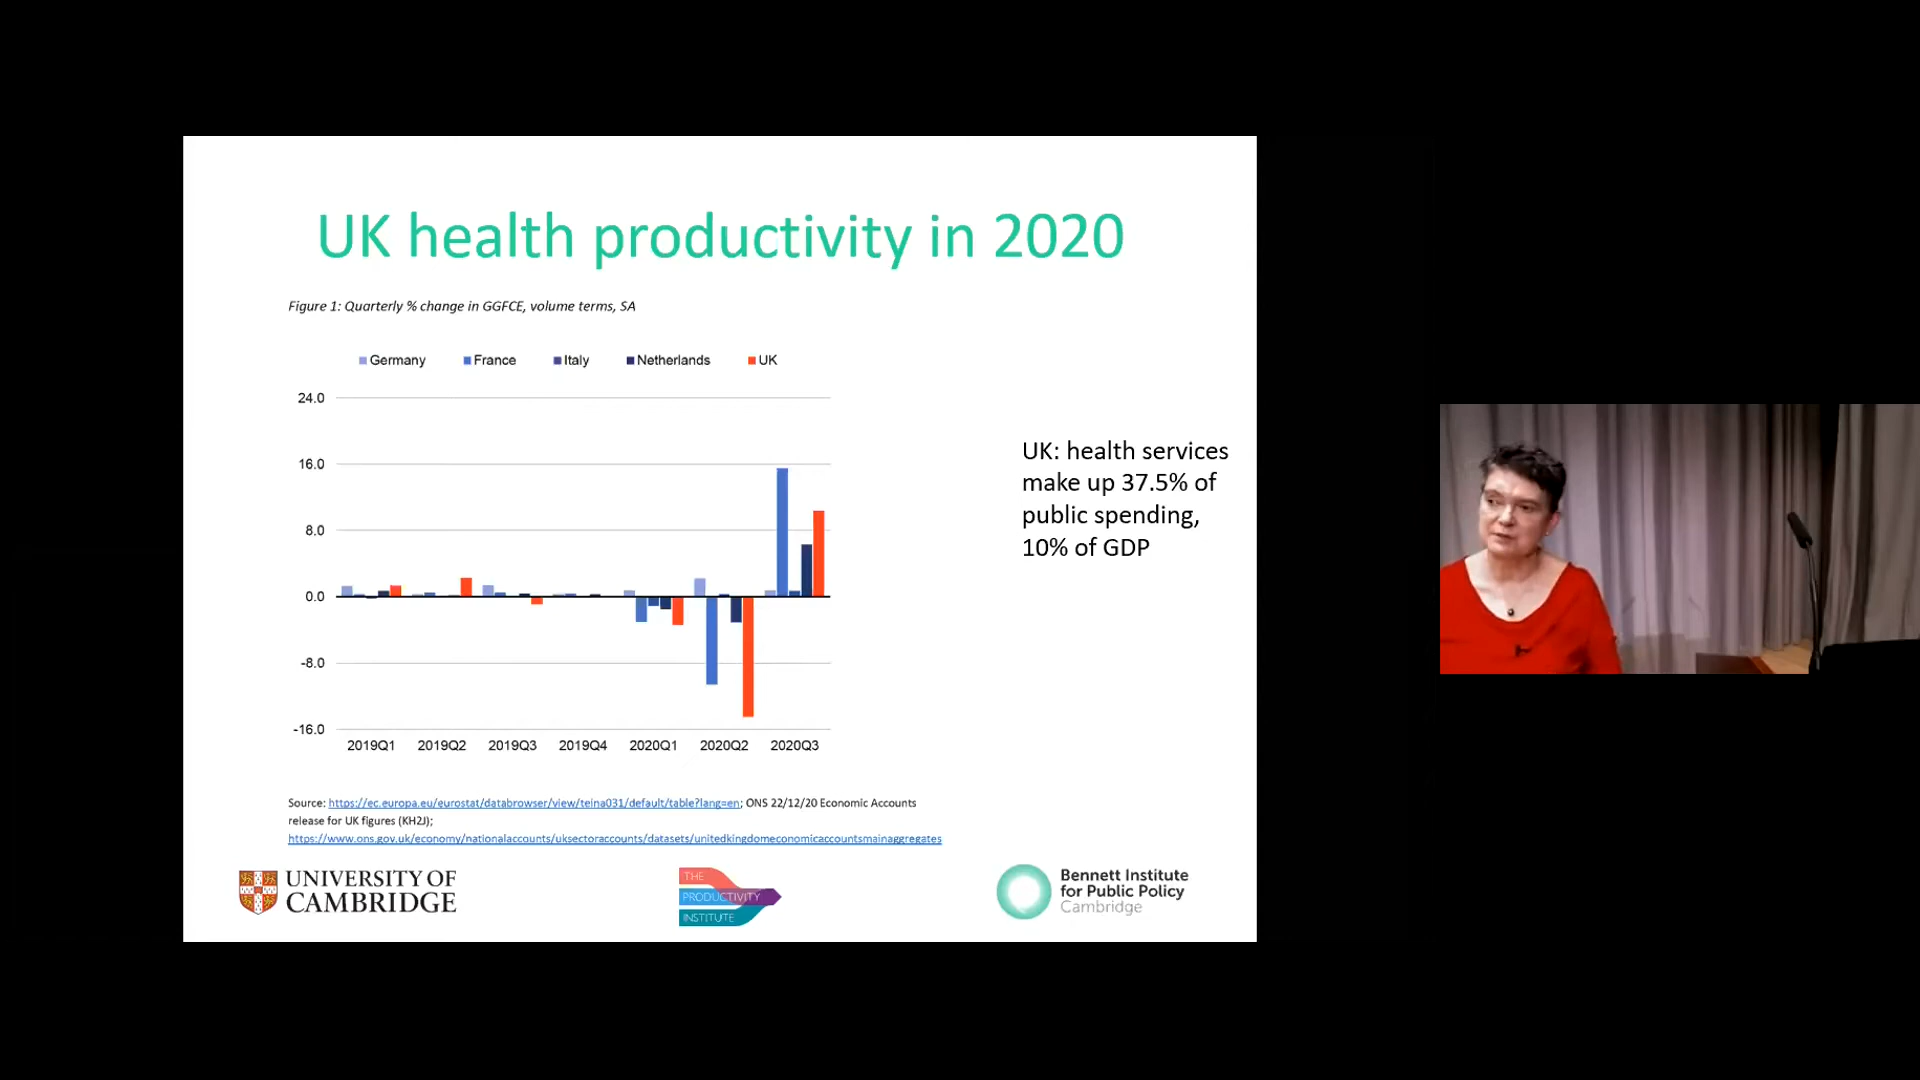 UK health productivity in 2020
Figure 1: Quarterly % change in GGFCE, volume terms, SA
Germany France Italy Netherlands UK
24.0
16.0
8.0
0.0
-8.0
-16.0
2019Q1 2019Q2 2019Q3 2019Q4 2020Q1 2020Q2 2020Q3
UK: health services
make up 37.5% of
public spending,
10% of GDP
Source: https://ec.europa.eu/eurostat/databrowser/view/teina031/default/table?lang=en; ONS 22/12/20 Economic Accounts
release for UK figures (KH2J);
https://www.ons.gov.uk/economy/nationalaccounts/uksectoraccounts/datasets/unitedkingdomeconomicaccountsmainaggregates
UNIVERSITY OF
CAMBRIDGE
THE
PRODUCTIVITY
INSTITUTE
Bennett Institute
for Public Policy
Cambridge